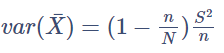 var(X̄) = (1 − n/N) S²/n